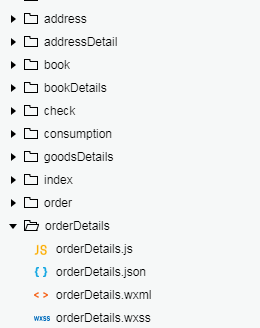 address
addressDetail
book
bookDetails
check
consumption
goodsDetails
index
order
orderDetails
JS orderDetails.js
{ } orderDetails.json
< > orderDetails.wxml
wxss orderDetails.wxss